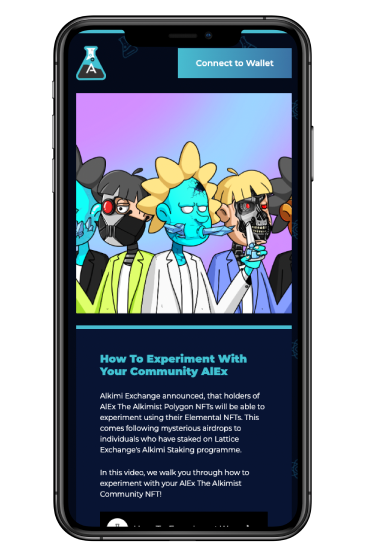 A
Connect to Wallet
How To Experiment With
Your Community AlEx
Alkimi Exchange announced, that holders of
AlEx The Alkimist Polygon NFTs will be able to
experiment using their Elemental NFTs. This
comes following mysterious airdrops to
individuals who have staked on Lattice
Exchange's Alkimi Staking programme.
In this video, we walk you through how to
experiment with your AlEx The Alkimist
Community NFT!
How To Experiment